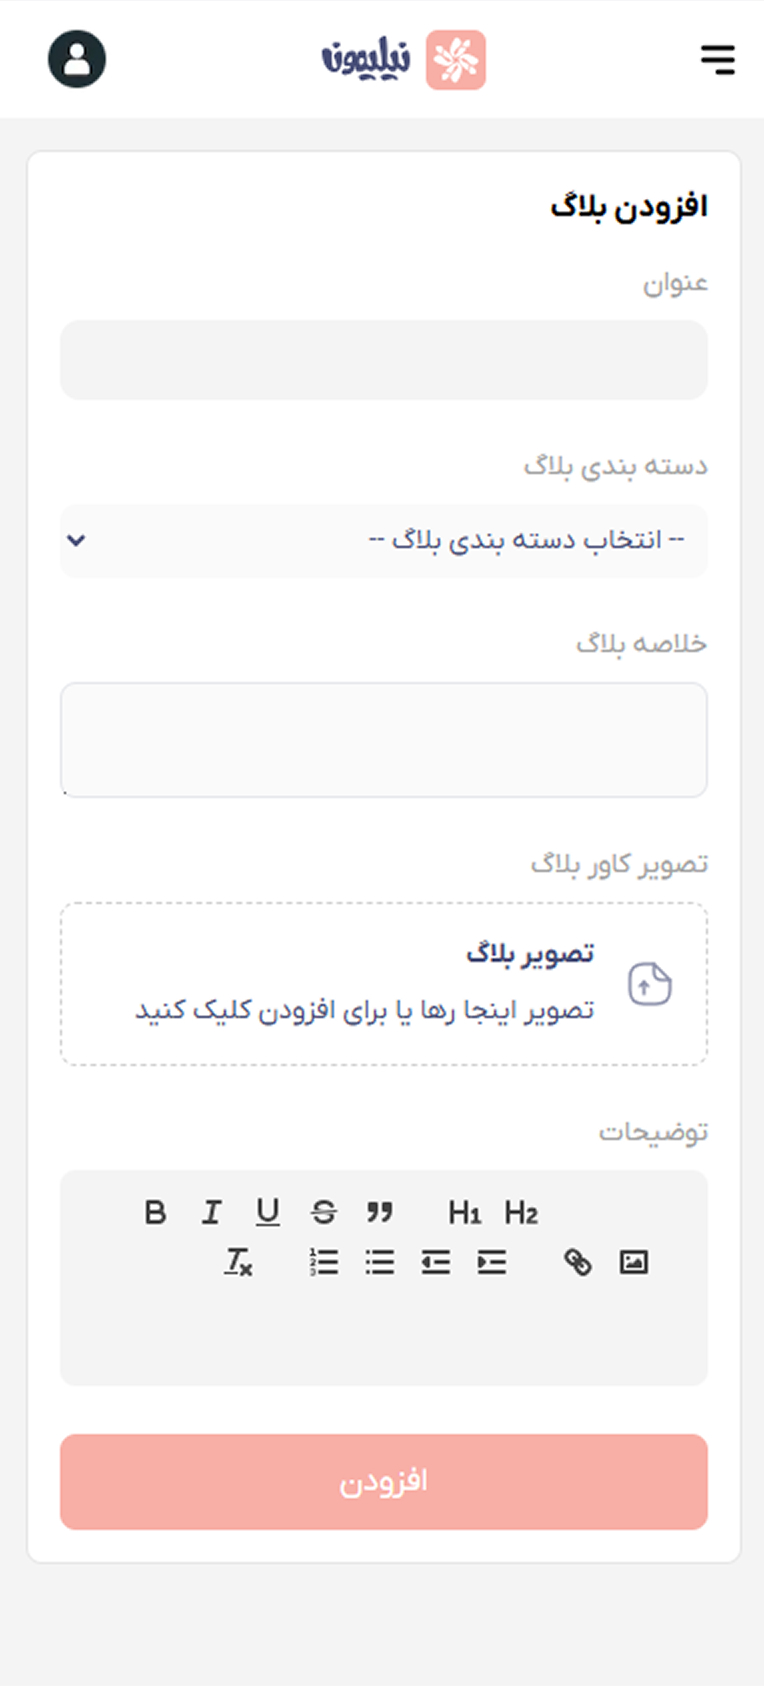 نیلیمون
افزودن بلاگ
عنوان
دسته بندی بلاگ
-- انتخاب دسته بندی بلاگ --
خلاصه بلاگ
تصویر کاور بلاگ
تصویر بلاگ
تصویر اینجا رها یا برای افزودن کلیک کنید
توضیحات
B I U S ❞ H1 H2
Tx
افزودن